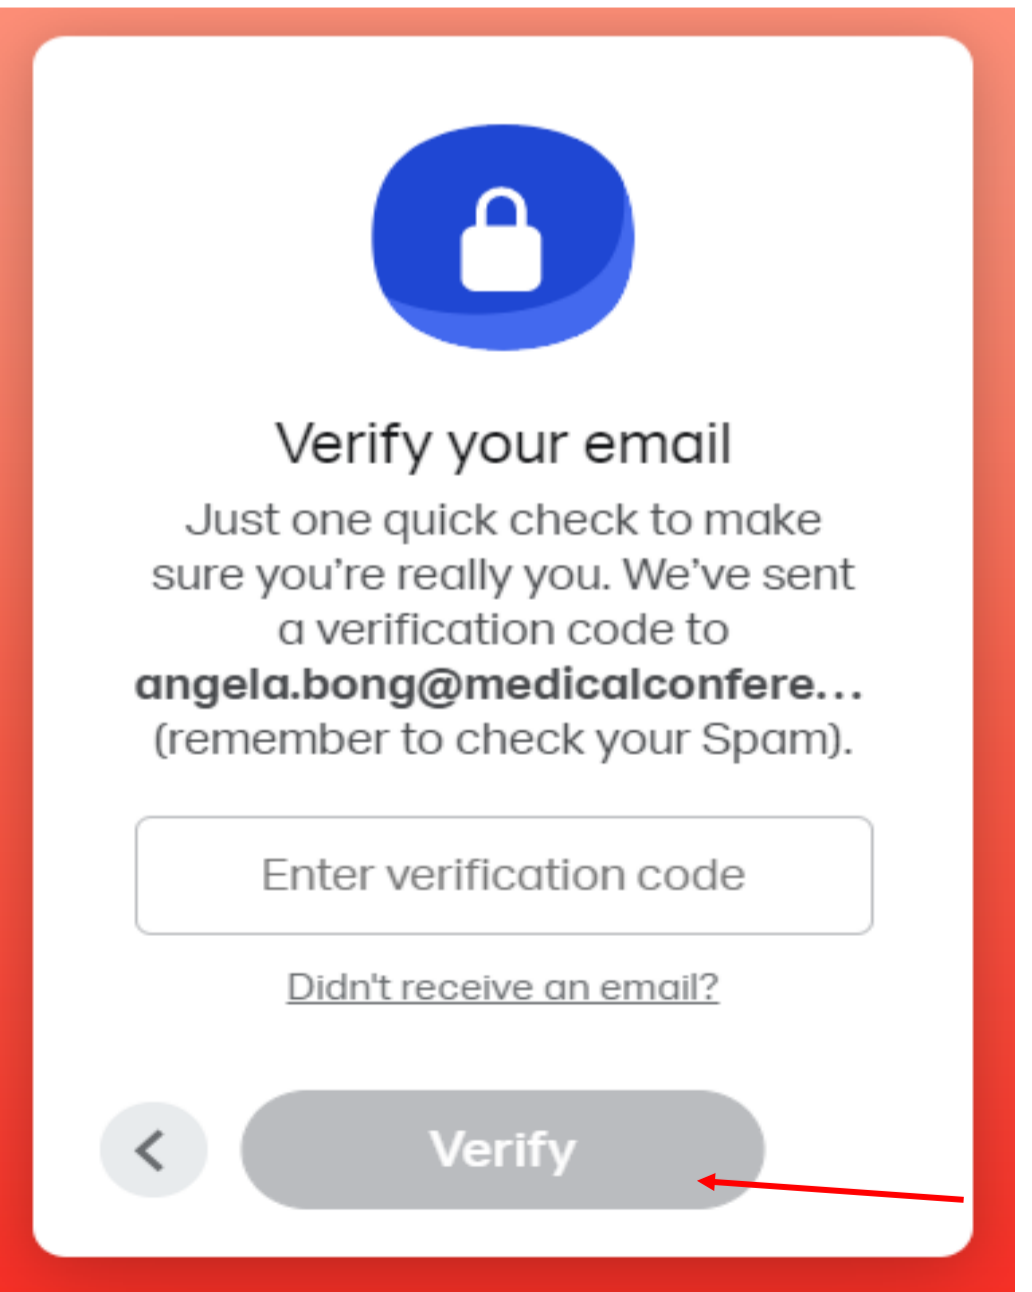 Verify your email
Just one quick check to make
sure you're really you. We've sent
a verification code to
angela.bong@medicalconfere...
(remember to check your Spam).
Enter verification code
Didn't receive an email?
Verify